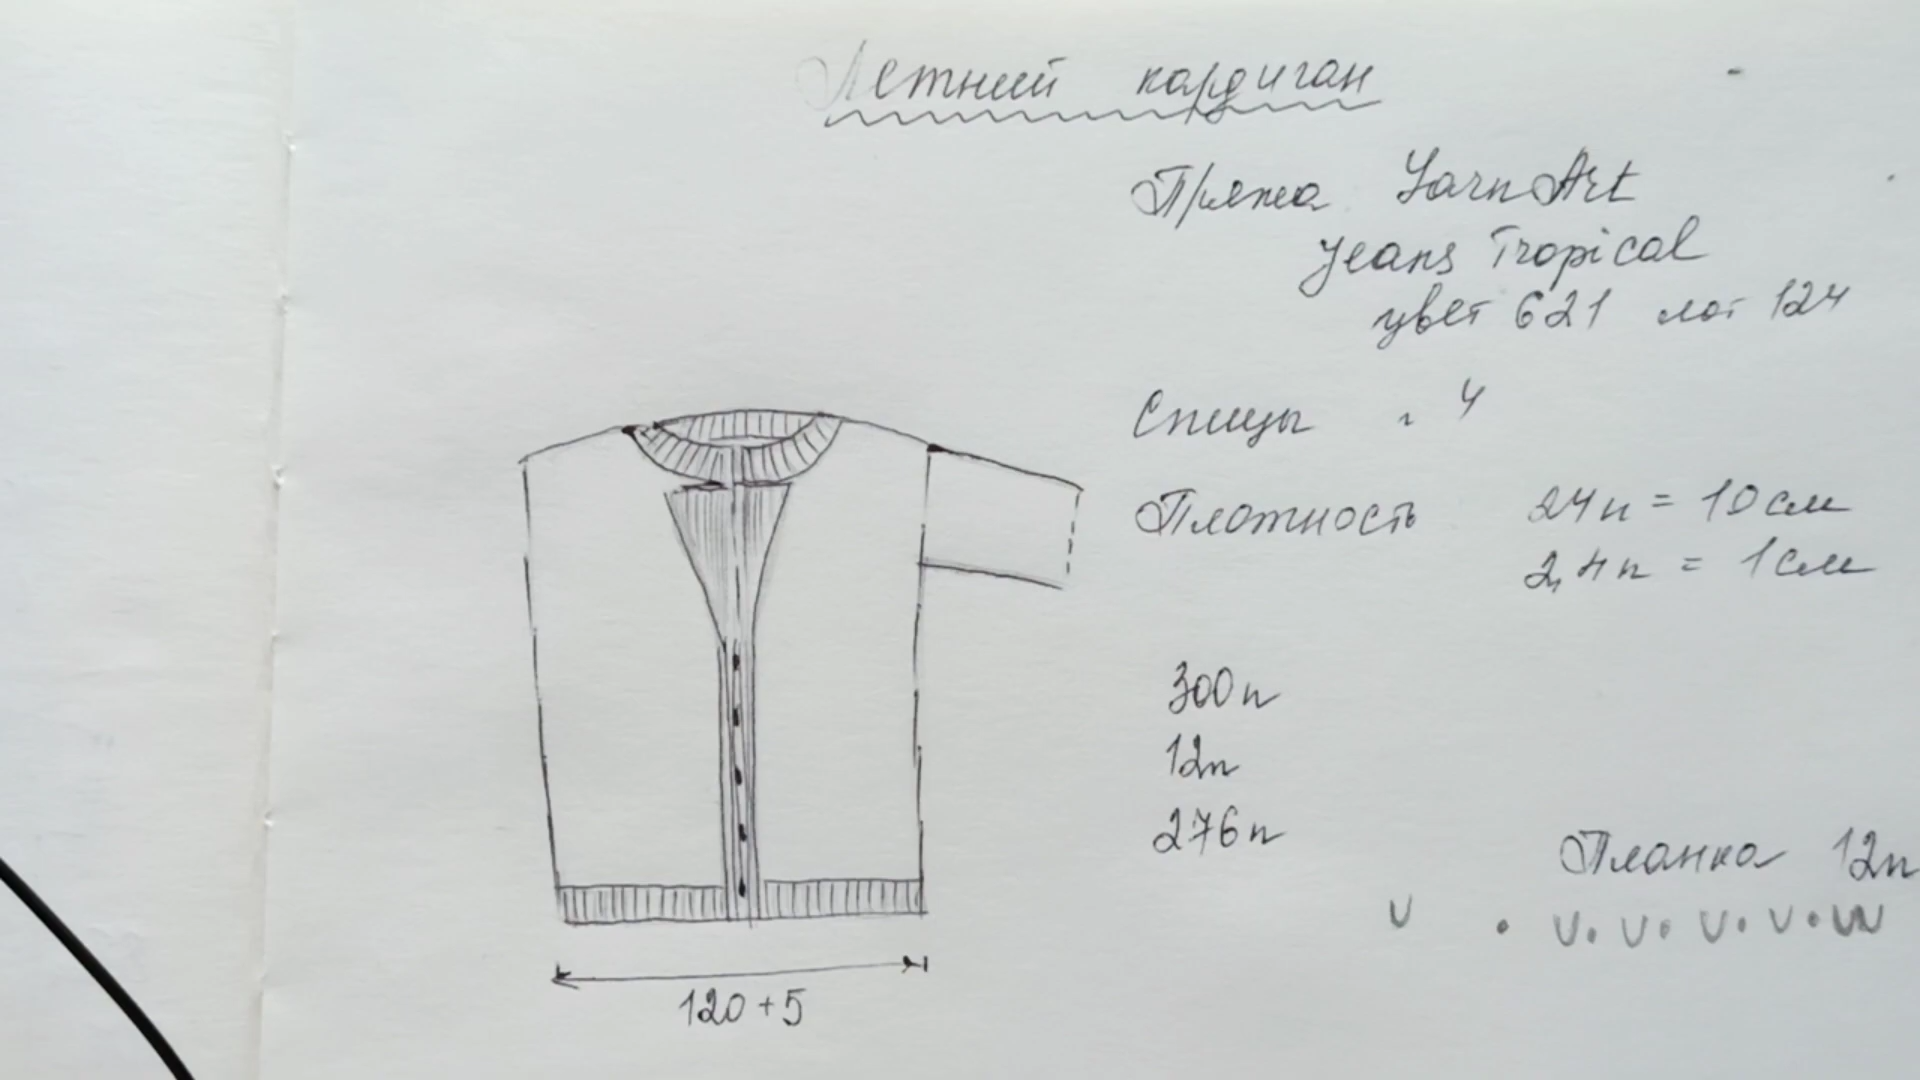 Летний кардиган
Пряжа YarnArt
Jeans Tropical
цвет 621 лот 124
Спицы 4
Плотность 24п = 10см
2,4п = 1см
300п
12п
276п
Планка 12п
120 + 5